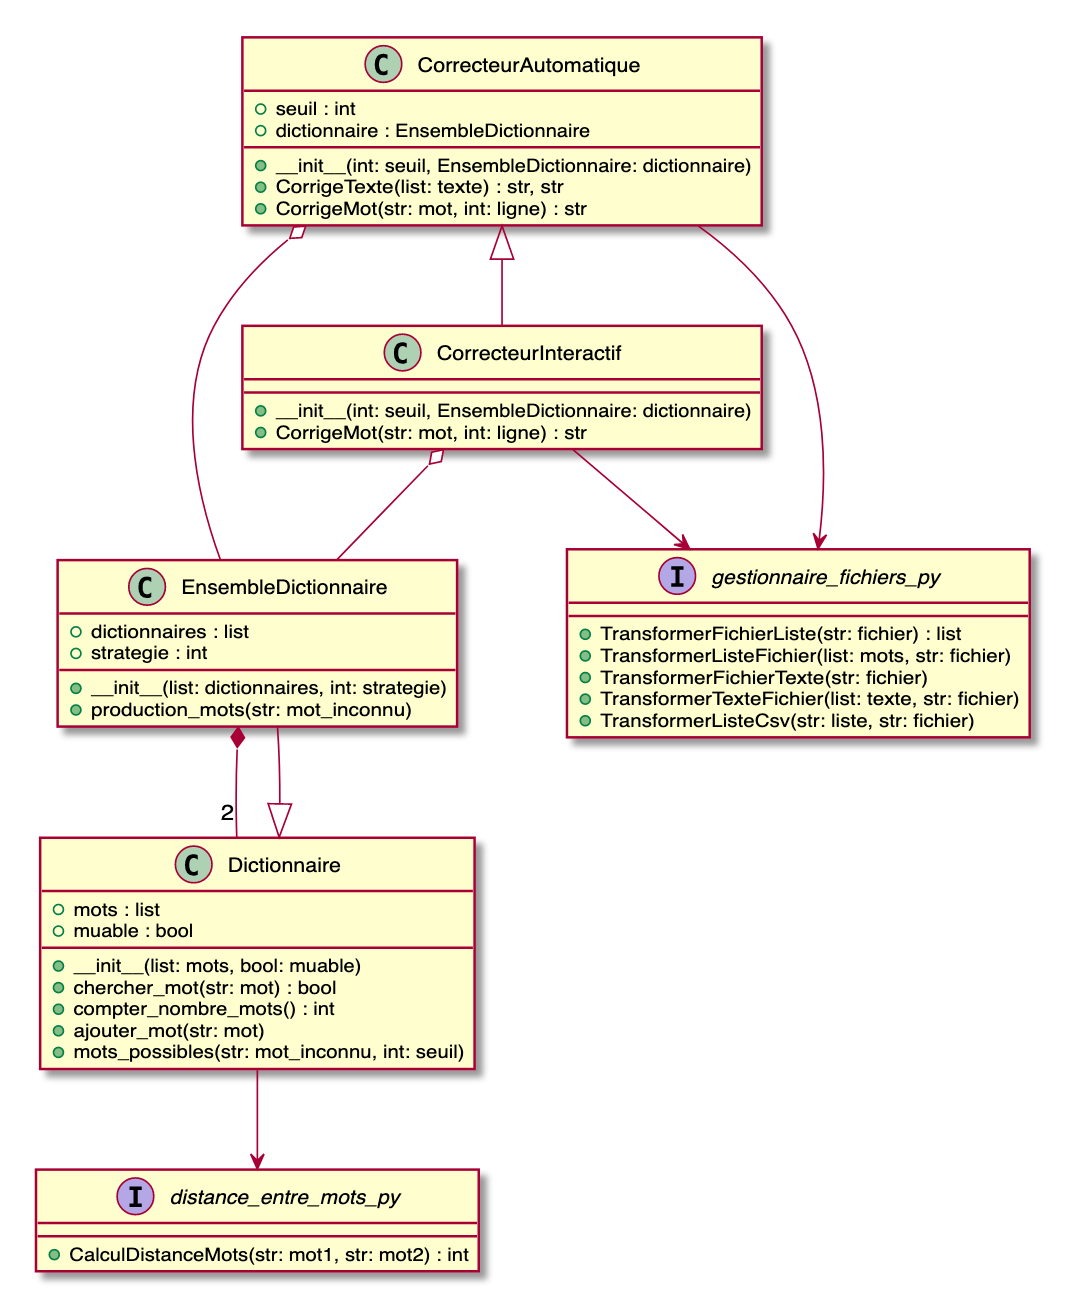 C CorrecteurAutomatique
seuil : int
dictionnaire : EnsembleDictionnaire
__init__(int: seuil, EnsembleDictionnaire: dictionnaire)
CorrigeTexte(list: texte) : str, str
CorrigeMot(str: mot, int: ligne) : str
C CorrecteurInteractif
__init__(int: seuil, EnsembleDictionnaire: dictionnaire)
CorrigeMot(str: mot, int: ligne) : str
C EnsembleDictionnaire
dictionnaires : list
strategie : int
__init__(list: dictionnaires, int: strategie)
production_mots(str: mot_inconnu)
I gestionnaire_fichiers_py
TransformerFichierListe(str: fichier) : list
TransformerListeFichier(list: mots, str: fichier)
TransformerFichierTexte(str: fichier)
TransformerTexteFichier(list: texte, str: fichier)
TransformerListeCsv(str: liste, str: fichier)
2
C Dictionnaire
mots : list
muable : bool
__init__(list: mots, bool: muable)
chercher_mot(str: mot) : bool
compter_nombre_mots() : int
ajouter_mot(str: mot)
mots_possibles(str: mot_inconnu, int: seuil)
I distance_entre_mots_py
CalculDistanceMots(str: mot1, str: mot2) : int